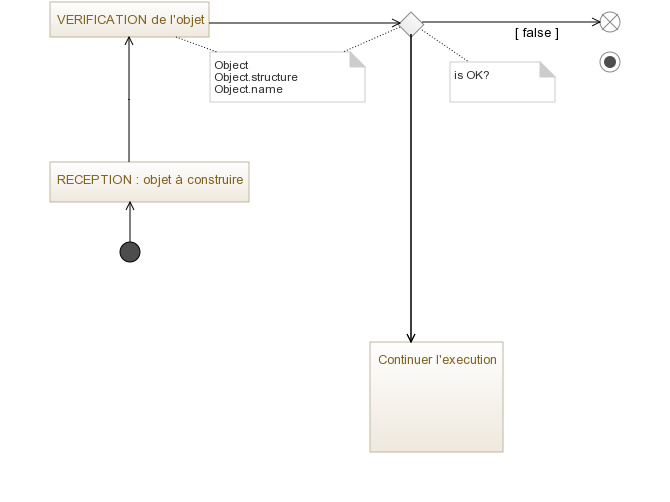 VERIFICATION de l'objet
[ false ]
Object
Object.structure
Object.name
is OK?
RECEPTION : objet à construire
Continuer l'execution